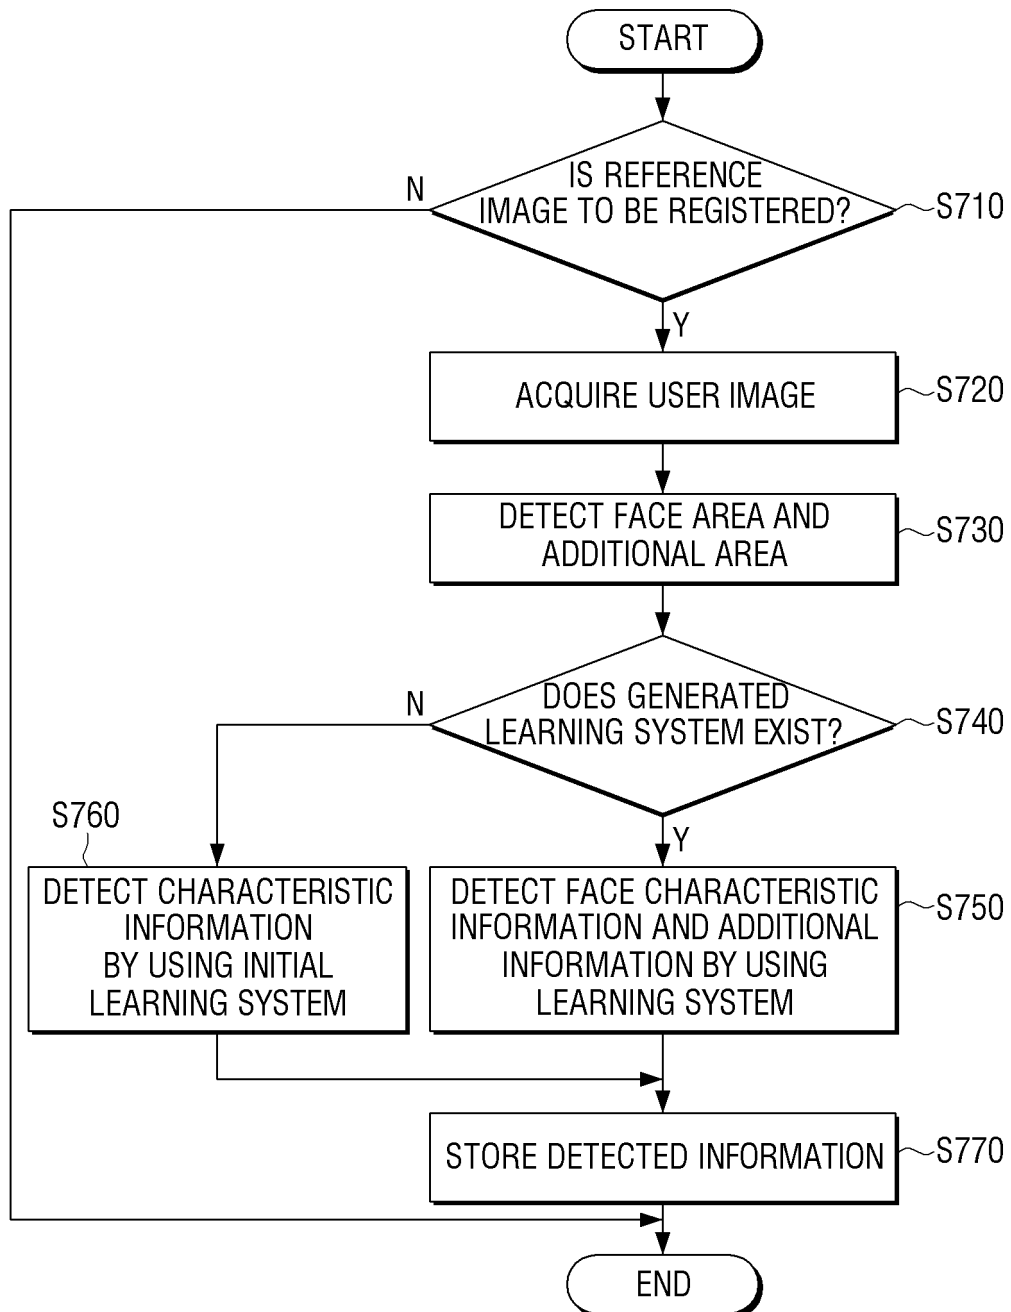 START
IS REFERENCE
IMAGE TO BE REGISTERED?
S710
N
Y
ACQUIRE USER IMAGE
S720
DETECT FACE AREA AND
ADDITIONAL AREA
S730
DOES GENERATED
LEARNING SYSTEM EXIST?
S740
N
Y
S760
DETECT CHARACTERISTIC
INFORMATION
BY USING INITIAL
LEARNING SYSTEM
DETECT FACE CHARACTERISTIC
INFORMATION AND ADDITIONAL
INFORMATION BY USING
LEARNING SYSTEM
S750
STORE DETECTED INFORMATION
S770
END